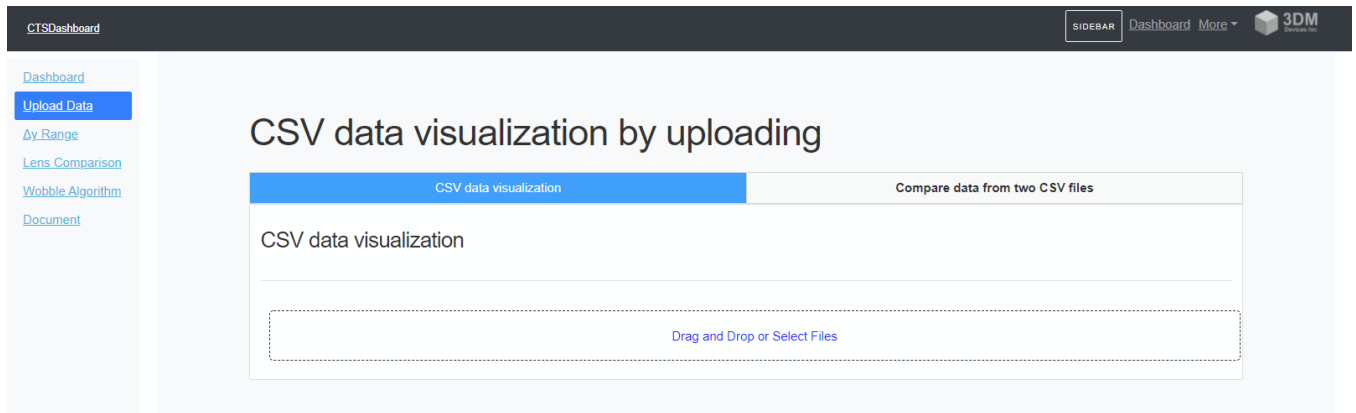 CTSDashboard
SIDEBAR Dashboard More 3DM
Devices Inc
Dashboard
Upload Data
Δy Range
Lens Comparison
Wobble Algorithm
Document
CSV data visualization by uploading
CSV data visualization Compare data from two CSV files
CSV data visualization
Drag and Drop or Select Files